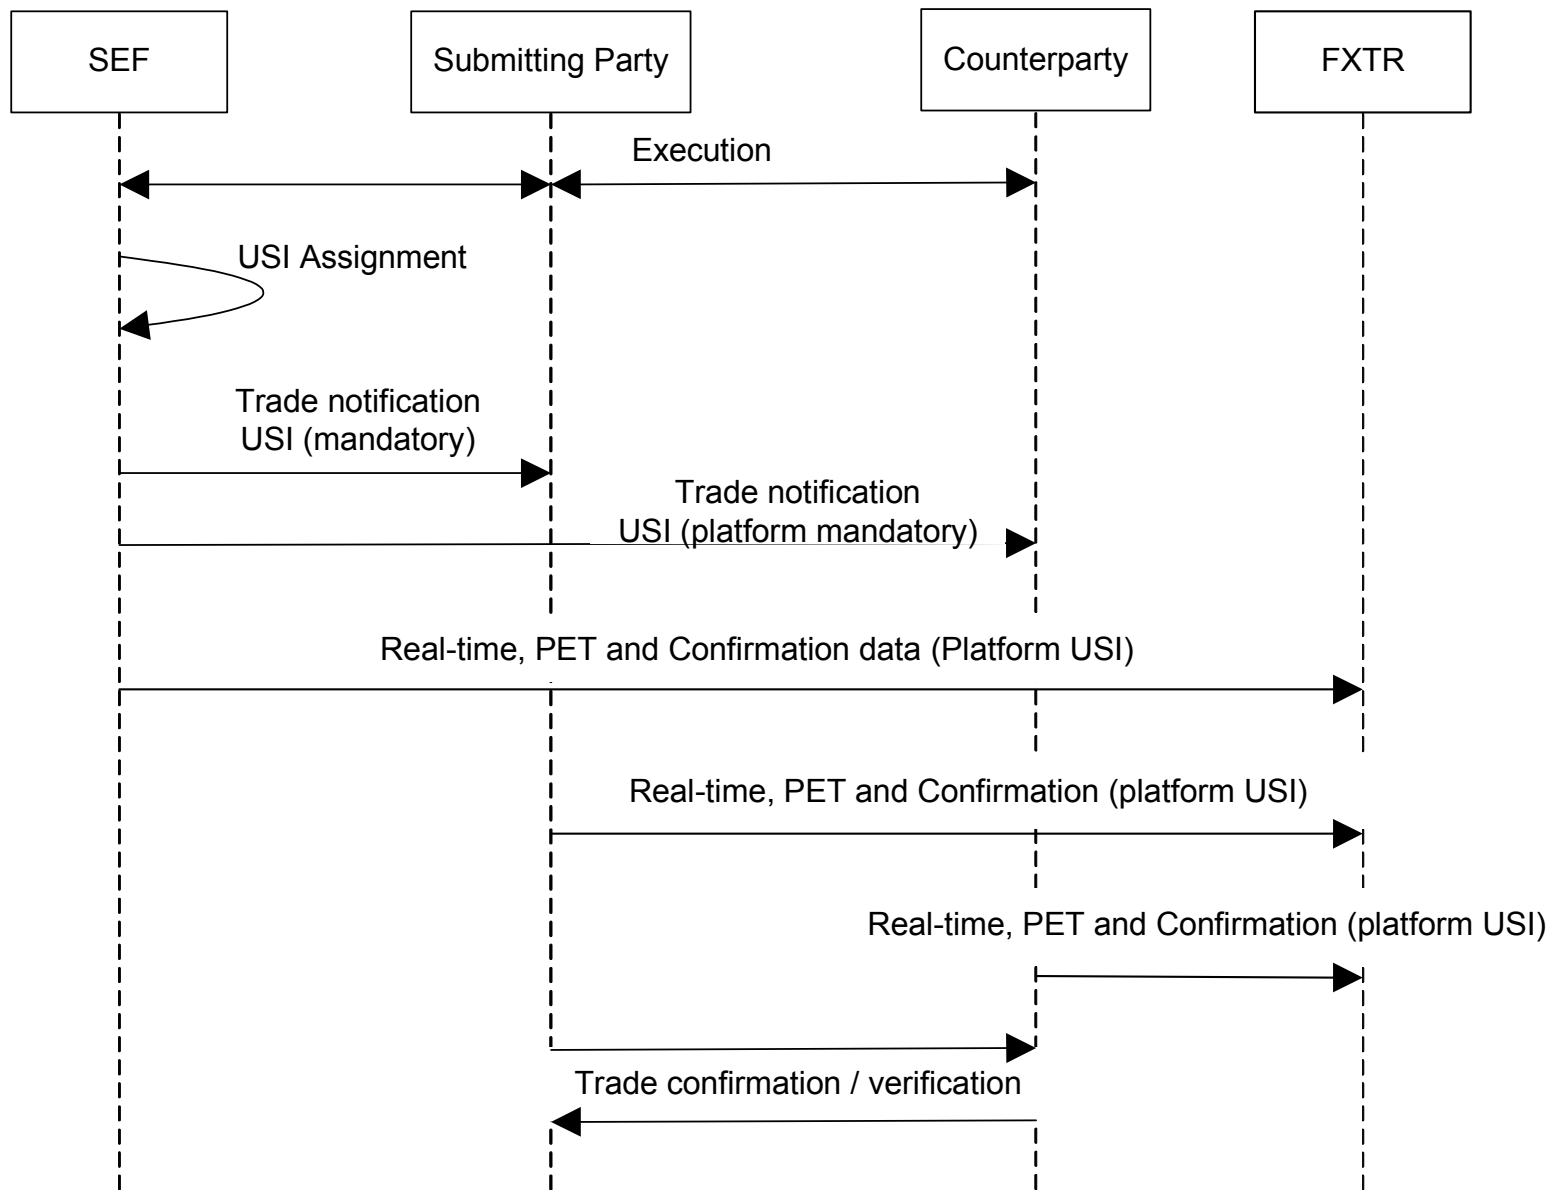 SEF
Submitting Party
Counterparty
FXTR
Execution
USI Assignment
Trade notification
USI (mandatory)
Trade notification
USI (platform mandatory)
Real-time, PET and Confirmation data (Platform USI)
Real-time, PET and Confirmation (platform USI)
Real-time, PET and Confirmation (platform USI)
Trade confirmation / verification